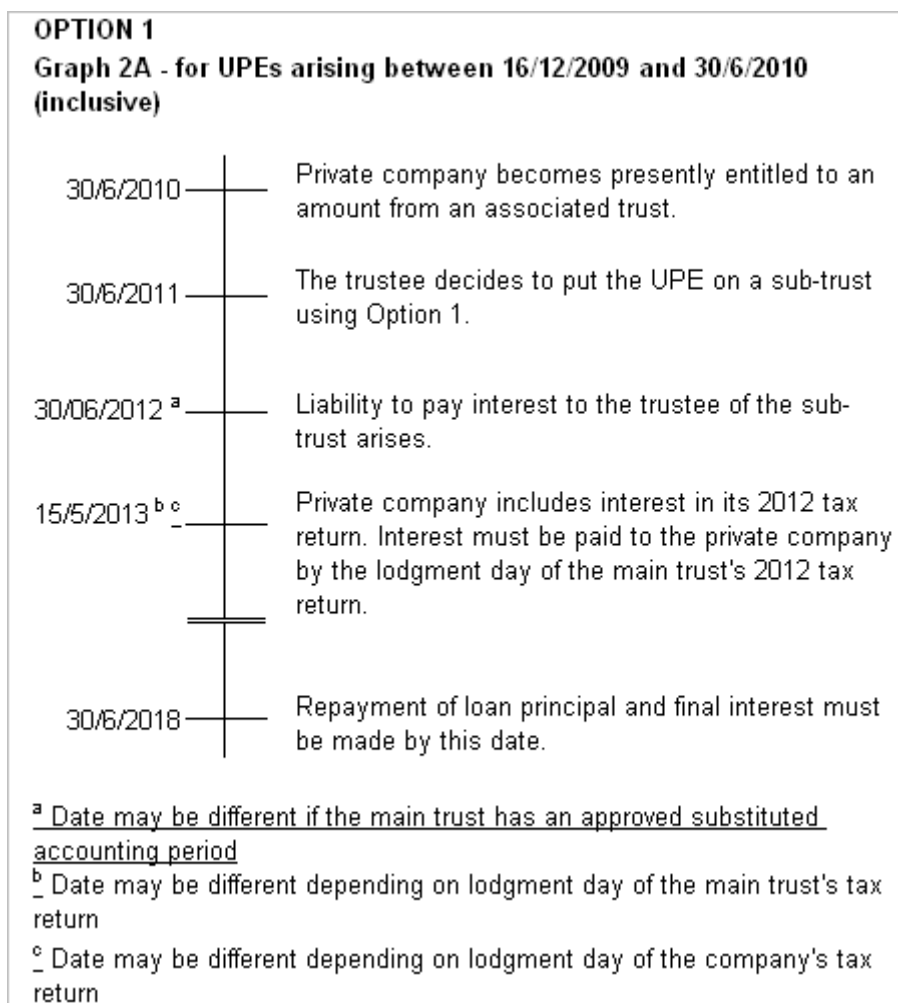 OPTION 1
Graph 2A - for UPEs arising between 16/12/2009 and 30/6/2010
(inclusive)
30/6/2010 Private company becomes presently entitled to an
amount from an associated trust.
30/6/2011 The trustee decides to put the UPE on a sub-trust
using Option 1.
30/06/2012 a Liability to pay interest to the trustee of the sub-
trust arises.
15/5/2013 b c Private company includes interest in its 2012 tax
return. Interest must be paid to the private company
by the lodgment day of the main trust's 2012 tax
return.
30/6/2018 Repayment of loan principal and final interest must
be made by this date.
a Date may be different if the main trust has an approved substituted
accounting period
b Date may be different depending on lodgment day of the main trust's tax
return
c Date may be different depending on lodgment day of the company's tax
return